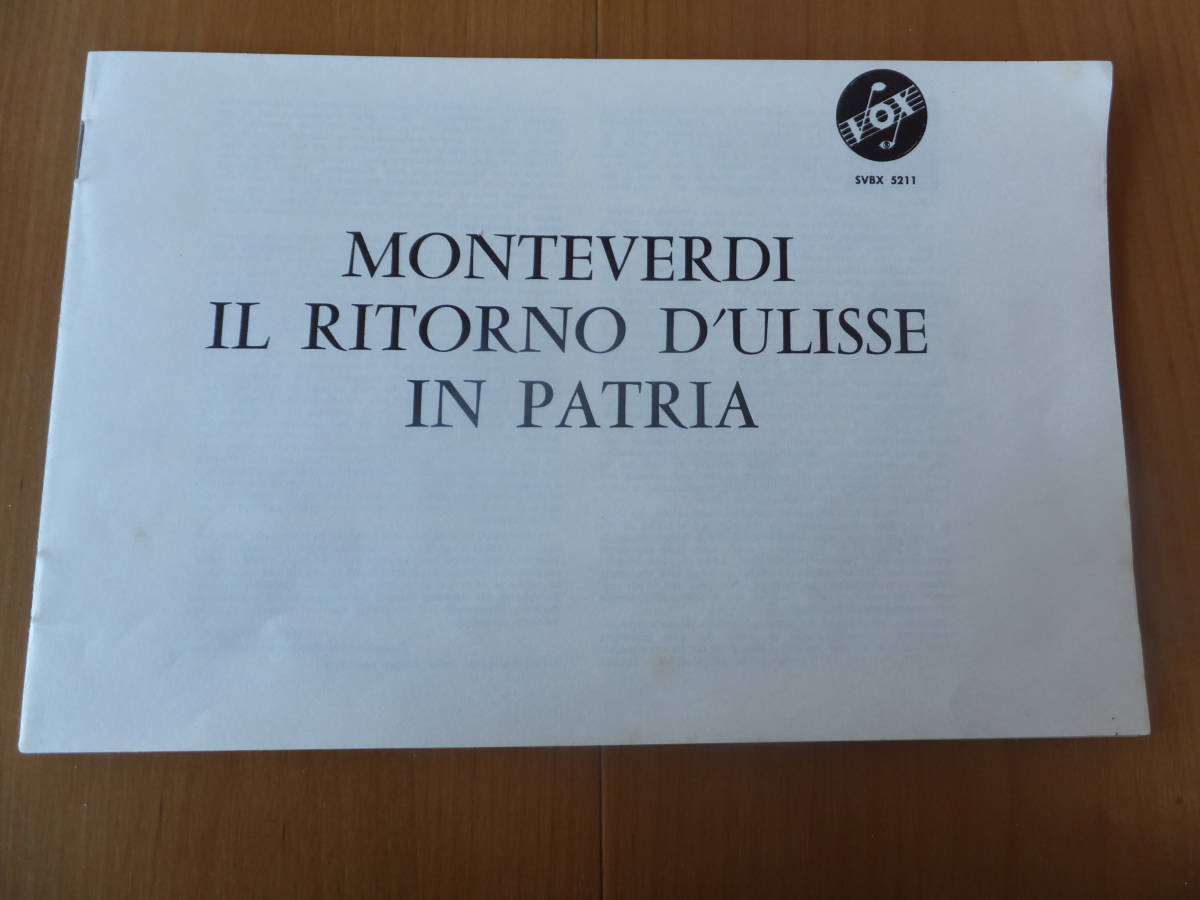 VOX
SVBX 5211
MONTEVERDI
IL RITORNO D'ULISSE
IN PATRIA